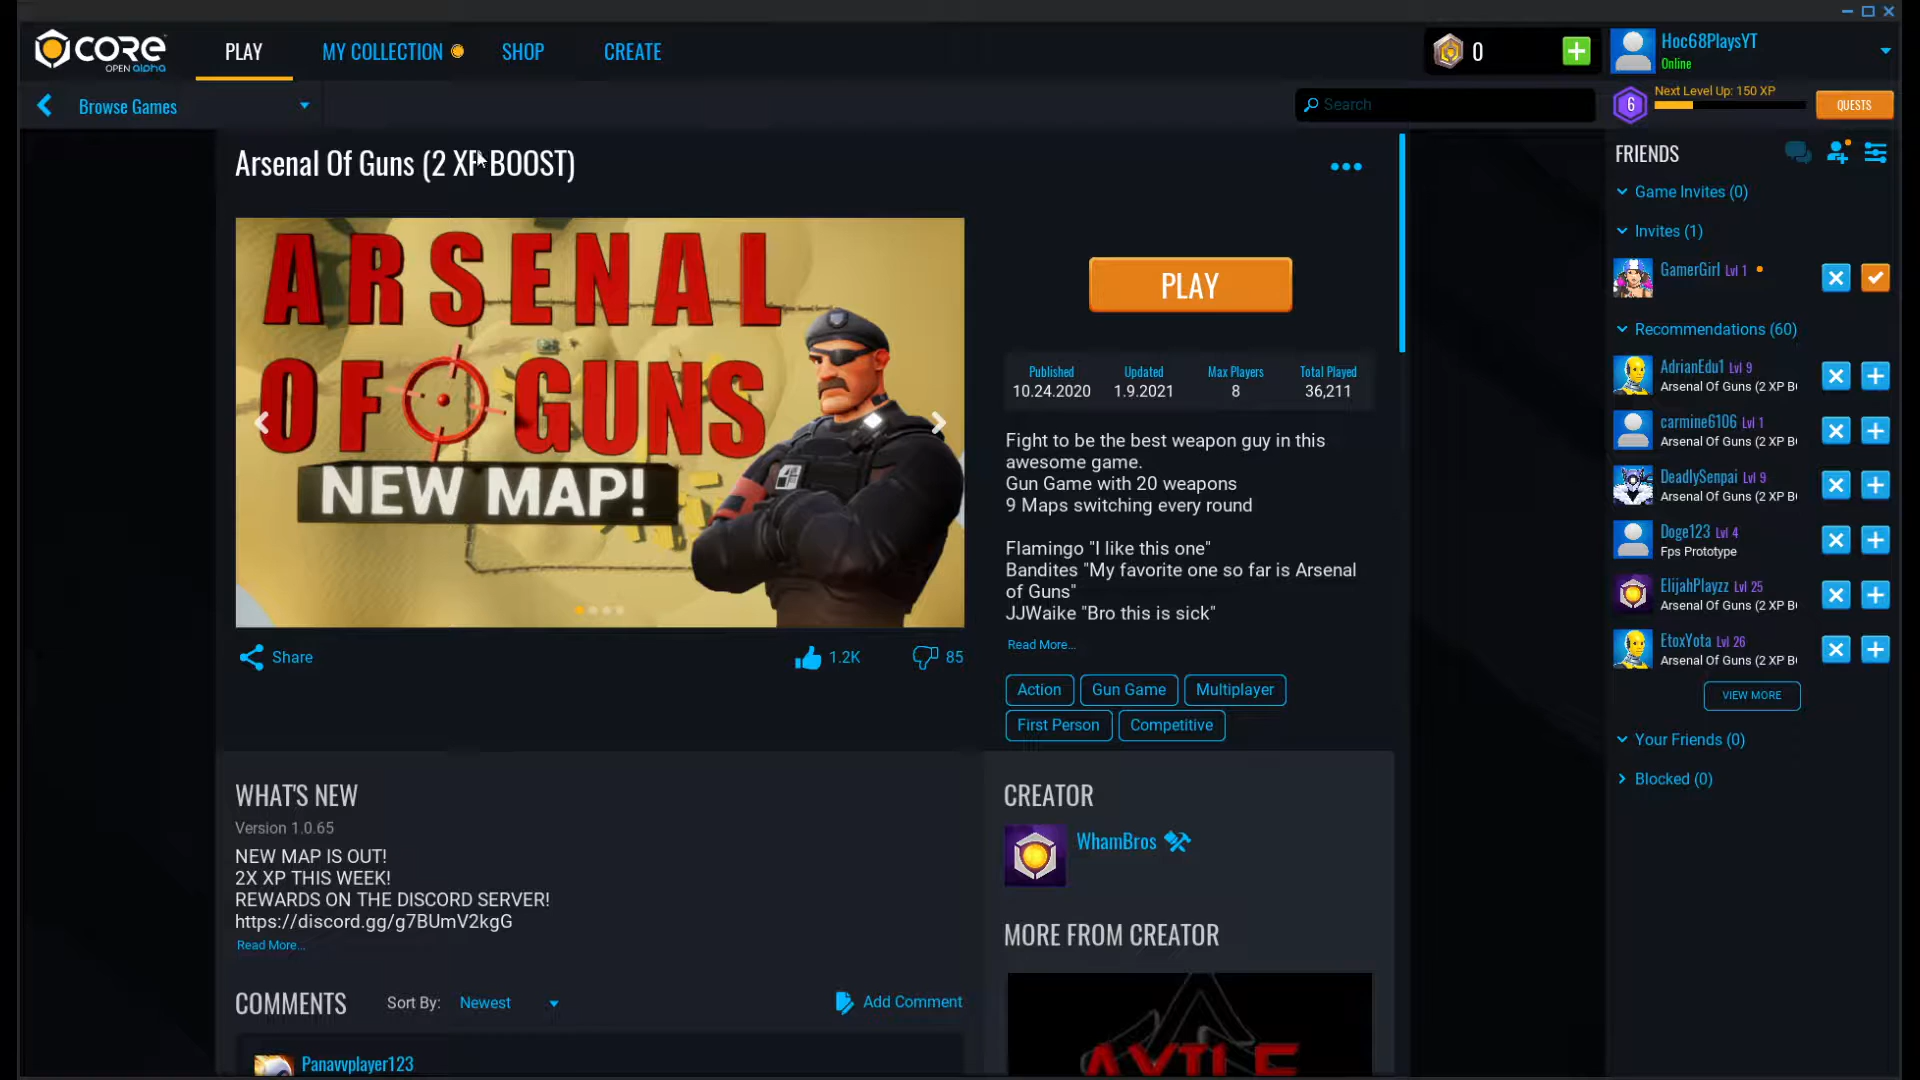 CORE
OPEN alpha
PLAY
MY COLLECTION
SHOP
CREATE
0
Hoc68PlaysYT
Online
Browse Games
Search
6
Next Level Up: 150 XP
QUESTS
Arsenal Of Guns (2 XP BOOST)
ARSENAL
OF GUNS
NEW MAP!
Share
1.2K
85
PLAY
Published
10.24.2020
Updated
1.9.2021
Max Players
8
Total Played
36,211
Fight to be the best weapon guy in this
awesome game.
Gun Game with 20 weapons
9 Maps switching every round
Flamingo "I like this one"
Bandites "My favorite one so far is Arsenal
of Guns"
JJWaike "Bro this is sick"
Read More...
Action
Gun Game
Multiplayer
First Person
Competitive
WHAT'S NEW
Version 1.0.65
NEW MAP IS OUT!
2X XP THIS WEEK!
REWARDS ON THE DISCORD SERVER!
https://discord.gg/g7BUmV2kgG
Read More...
COMMENTS
Sort By:
Newest
Add Comment
Panavvplayer123
CREATOR
WhamBros
MORE FROM CREATOR
FRIENDS
Game Invites (0)
Invites (1)
GamerGirl Lvl 1
Recommendations (60)
AdrianEdu1 Lvl 9
Arsenal Of Guns (2 XP B
carmine6106 Lvl 1
Arsenal Of Guns (2 XP B
DeadlySenpai Lvl 9
Arsenal Of Guns (2 XP B
Doge123 Lvl 4
Fps Prototype
ElijahPlayzz Lvl 25
Arsenal Of Guns (2 XP B
EtoxYota Lvl 26
Arsenal Of Guns (2 XP B
VIEW MORE
Your Friends (0)
Blocked (0)